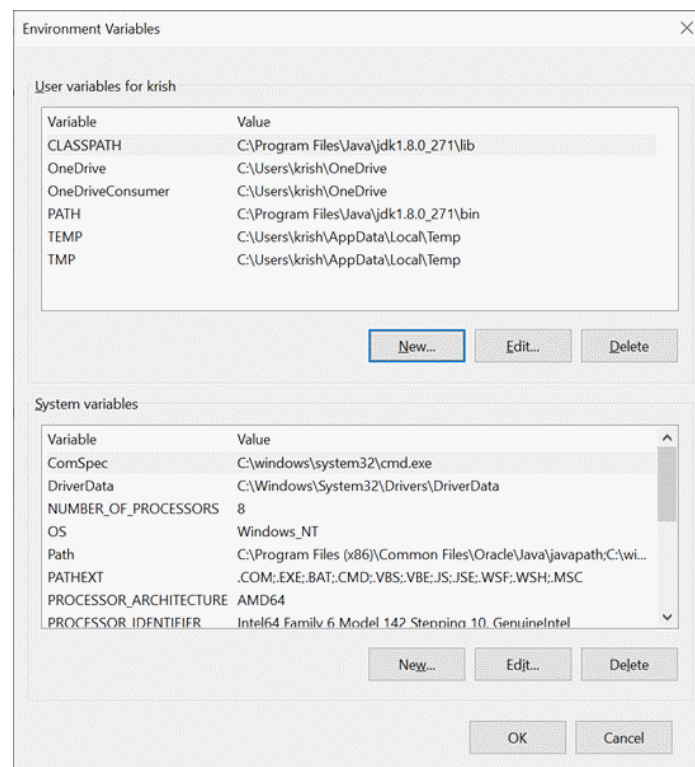 Environment Variables
User variables for krish
Variable Value
CLASSPATH C:\Program Files\Java\jdk1.8.0_271\lib
OneDrive C:\Users\krish\OneDrive
OneDriveConsumer C:\Users\krish\OneDrive
PATH C:\Program Files\Java\jdk1.8.0_271\bin
TEMP C:\Users\krish\AppData\Local\Temp
TMP C:\Users\krish\AppData\Local\Temp
New... Edit... Delete
System variables
Variable Value
ComSpec C:\windows\system32\cmd.exe
DriverData C:\Windows\System32\Drivers\DriverData
NUMBER_OF_PROCESSORS 8
OS Windows_NT
Path C:\Program Files (x86)\Common Files\Oracle\Java\javapath;C:\wi...
PATHEXT .COM;.EXE;.BAT;.CMD;.VBS;.VBE;.JS;.JSE;.WSF;.WSH;.MSC
PROCESSOR_ARCHITECTURE AMD64
PROCESSOR_IDENTIFIER Intel64 Family 6 Model 142 Stepping 10, GenuineIntel
New... Edit... Delete
OK Cancel